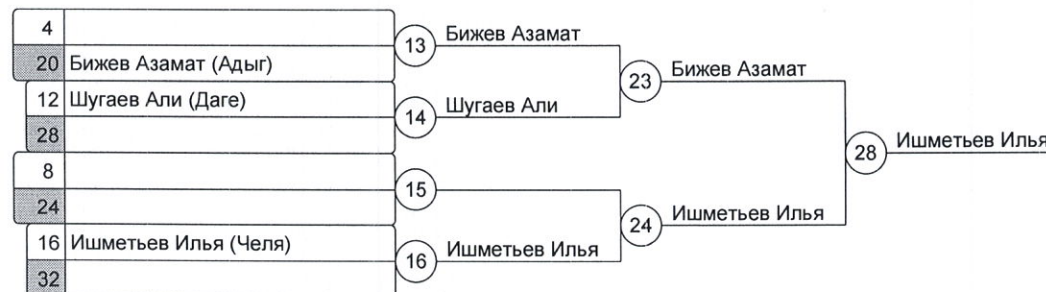 4
13 Бижев Азамат
20 Бижев Азамат (Адыг)
23 Бижев Азамат
12 Шугаев Али (Даге)
14 Шугаев Али
28
28 Ишметьев Илья
8
15
24
24 Ишметьев Илья
16 Ишметьев Илья (Челя)
16 Ишметьев Илья
32